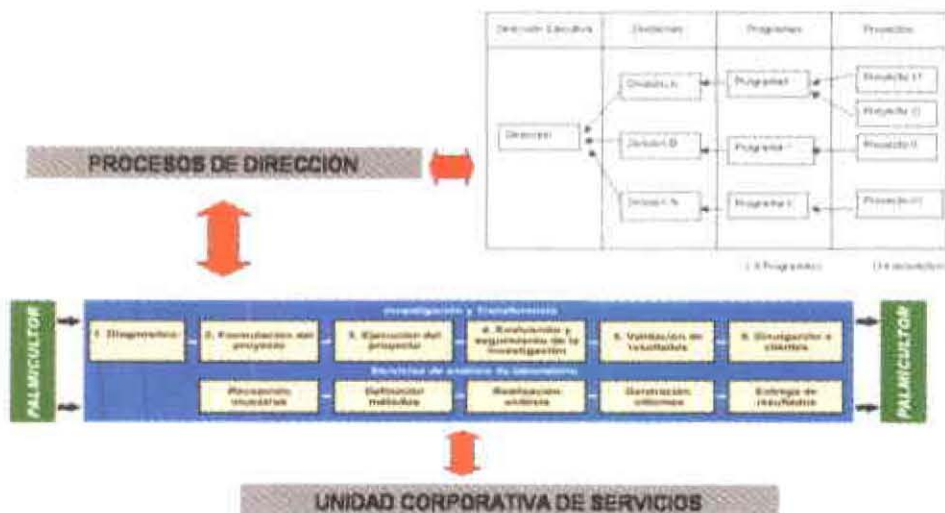 Dirección Ejecutiva
Divisiones
Programas
Proyectos
División A
Programa
Proyecto
Proyecto
Director
División B
Programa
Proyecto
División N
Programa
Proyecto
Programas
PROCESOS DE DIRECCION
PALMICULTOR
Investigación y Transferencia
1. Diagnóstico
2. Formulación del
proyecto
3. Ejecución del
proyecto
4. Evaluación y
seguimiento de la
investigación
5. Validación de
resultados
6. Divulgación a
clientes
Servicios de análisis de laboratorio
Recepción
muestras
Definición
métodos
Realización
análisis
Generación
informes
Entrega de
resultados
PALMICULTOR
UNIDAD CORPORATIVA DE SERVICIOS